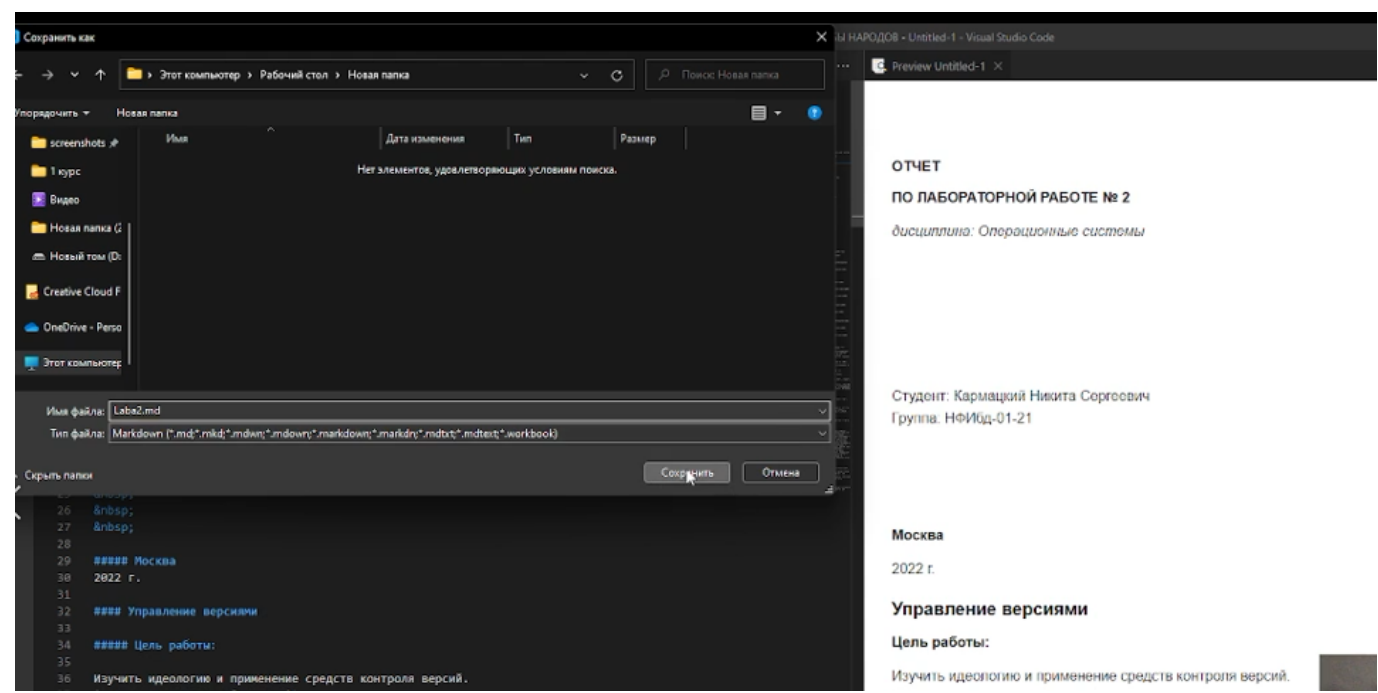 Сохранить как
Ы НАРОДОВ - Untitled-1 - Visual Studio Code
Этот компьютер › Рабочий стол › Новая папка
Поиск: Новая папка
Preview Untitled-1
Упорядочить
Новая папка
screenshots
1 курс
Видео
Новая папка (2
Новый том (D:
Creative Cloud F
OneDrive - Perso
Этот компьютер
Имя
Дата изменения
Тип
Размер
Нет элементов, удовлетворяющих условиям поиска.
Имя файла: Laba2.md
Тип файла: Markdown (*.md;*.mkd;*.mdwn;*.mdown;*.markdown;*.markdn;*.mdtxt;*.mdtext;*.workbook)
Скрыть папки
Сохранить
Отмена
25 &nbsp;
26 &nbsp;
27 &nbsp;
28
29 ##### Москва
30 2022 г.
31
32 #### Управление версиями
33
34 ##### Цель работы:
35
36 Изучить идеологию и применение средств контроля версий.
ОТЧЕТ
ПО ЛАБОРАТОРНОЙ РАБОТЕ № 2
дисциплина: Операционные системы
Студент: Кармацкий Никита Сергеевич
Группа: НФИбд-01-21
Москва
2022 г.
Управление версиями
Цель работы:
Изучить идеологию и применение средств контроля версий.